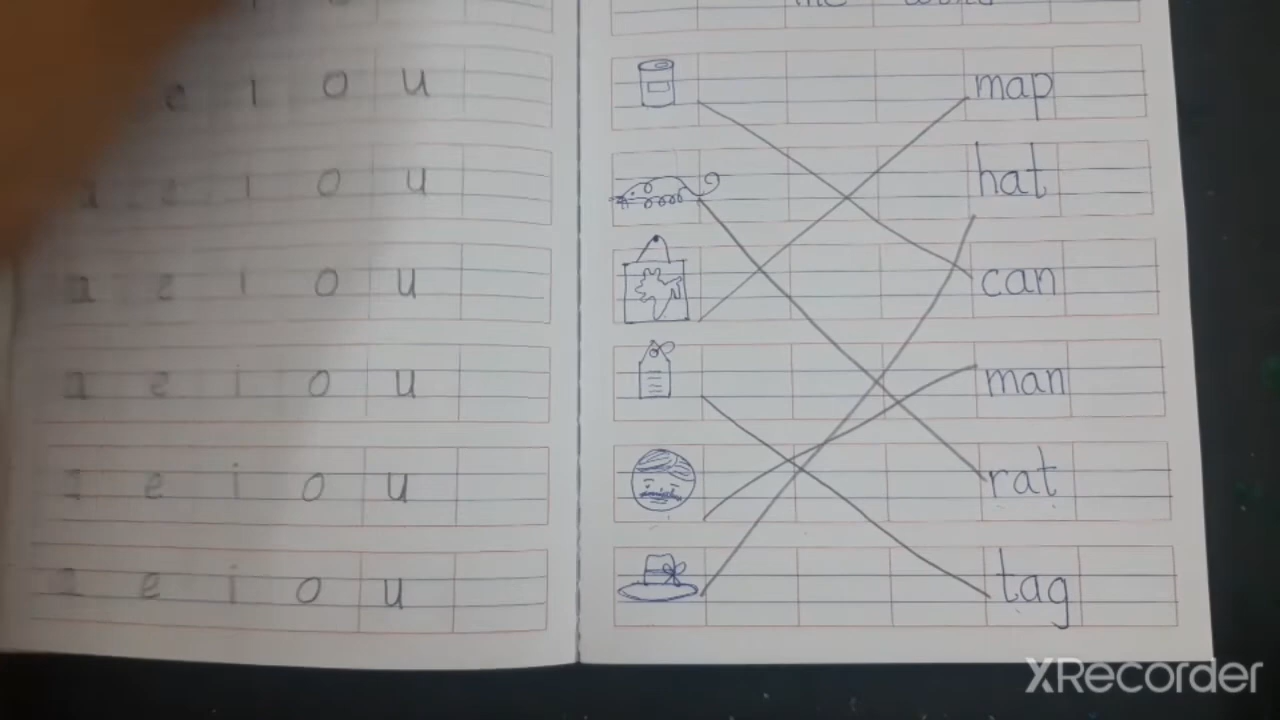 e i o u
a e i o u
a e i o u
a e i o u
e i o u
e i o u
map
hat
can
man
rat
tag
XRecorder